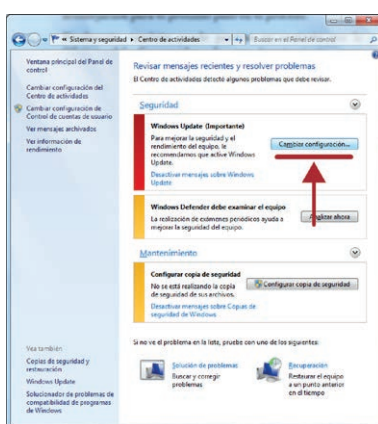 Sistema y seguridad ▸ Centro de actividades
Buscar en el Panel de control
Ventana principal del Panel de
control
Cambiar configuración del
Centro de actividades
Cambiar configuración de
Control de cuentas de usuario
Ver mensajes archivados
Ver información de
rendimiento
Revisar mensajes recientes y resolver problemas
El Centro de actividades detectó algunos problemas que debe revisar.
Seguridad
Windows Update (Importante)
Para mejorar la seguridad y el
rendimiento del equipo, le
recomendamos que active Windows
Update.
Cambiar configuración...
Desactivar mensajes sobre Windows
Update
Windows Defender debe examinar el equipo
La realización de exámenes periódicos ayuda a
mejorar la seguridad del equipo.
Analizar ahora
Mantenimiento
Configurar copia de seguridad
No se está realizando la copia
de seguridad de sus archivos.
Configurar copia de seguridad
Desactivar mensajes sobre Copias de
seguridad de Windows
Si no ve el problema en la lista, pruebe con uno de los siguientes:
Solución de problemas
Buscar y corregir
problemas
Recuperación
Restaurar el equipo
a un punto anterior
en el tiempo
Vea también
Copias de seguridad y
restauración
Windows Update
Solucionador de problemas de
compatibilidad de programas
de Windows